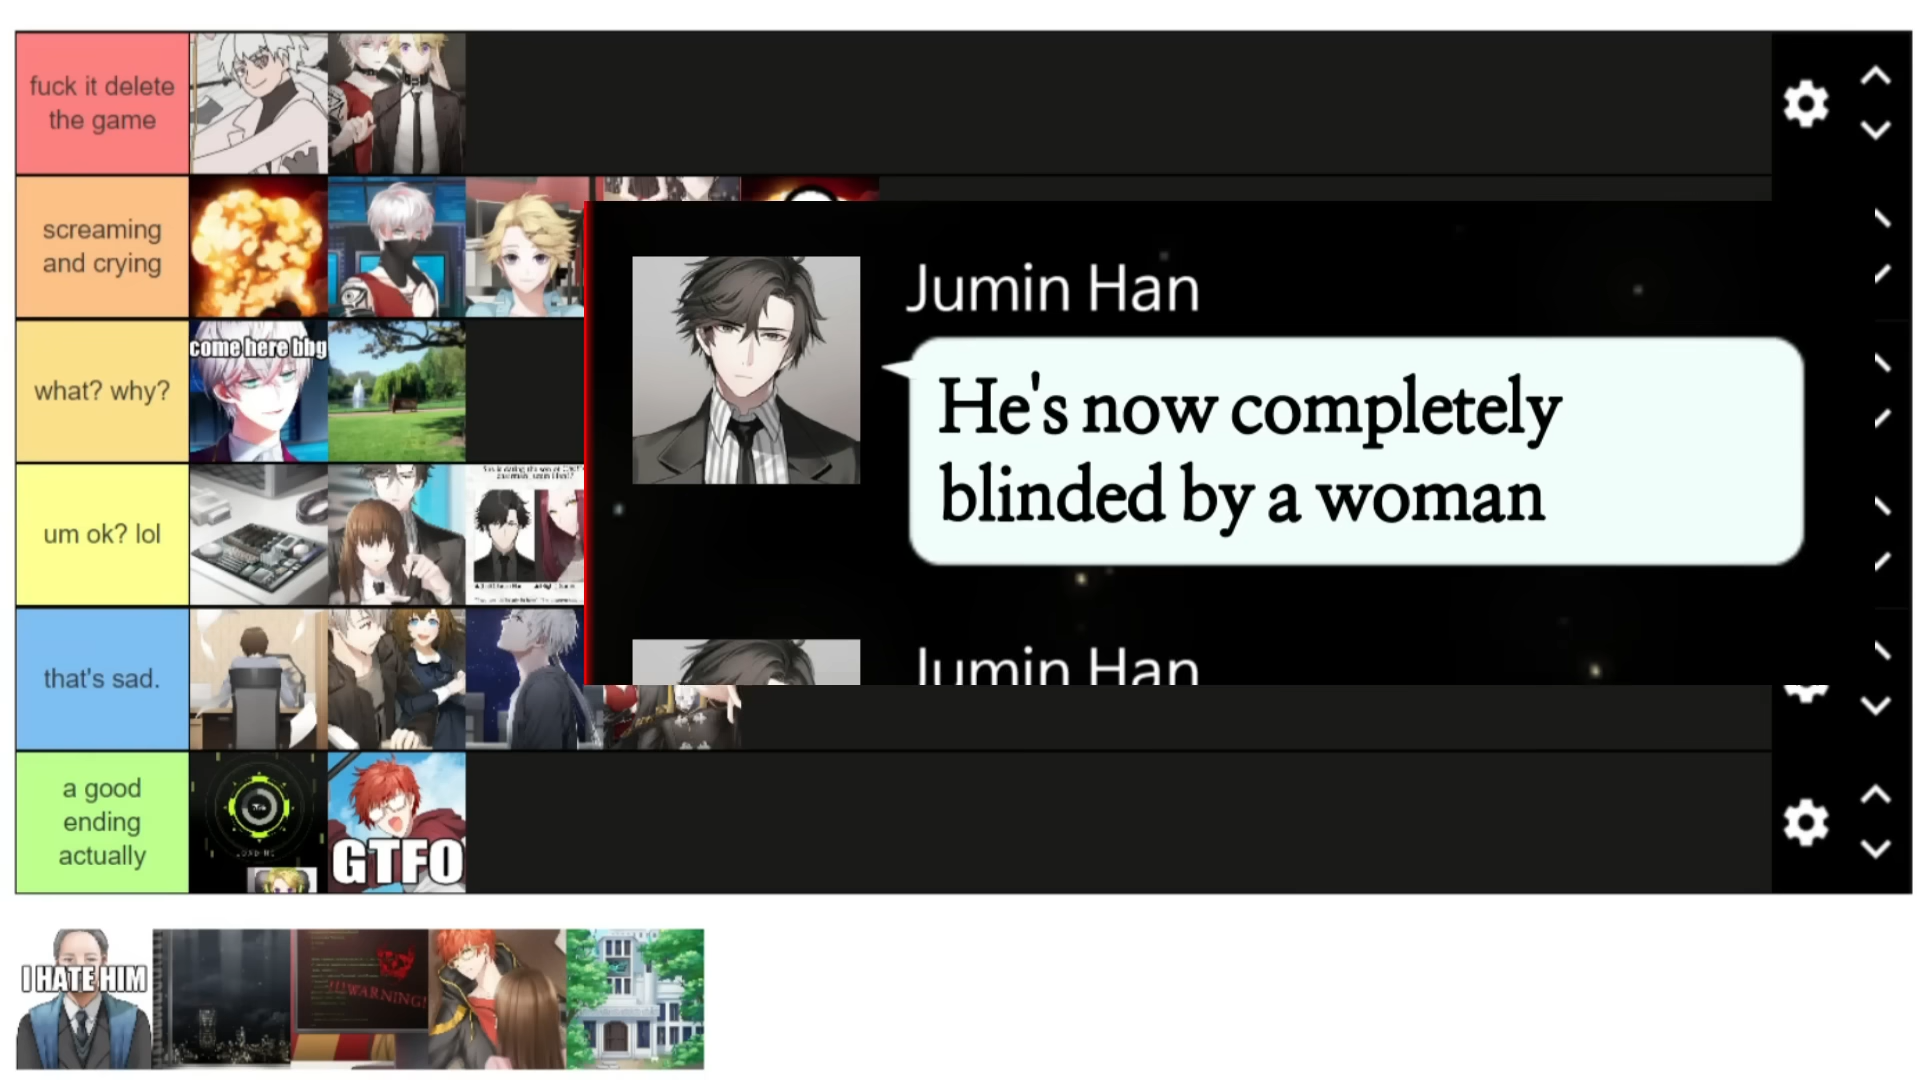 fuck it delete
the game
screaming
and crying
Jumin Han
come here bbg
He's now completely
what? why?
blinded by a woman
um ok? lol
Jumin Han
that's sad.
a good
ending
actually
GTFO
I HATE HIM
!!!WARNING!